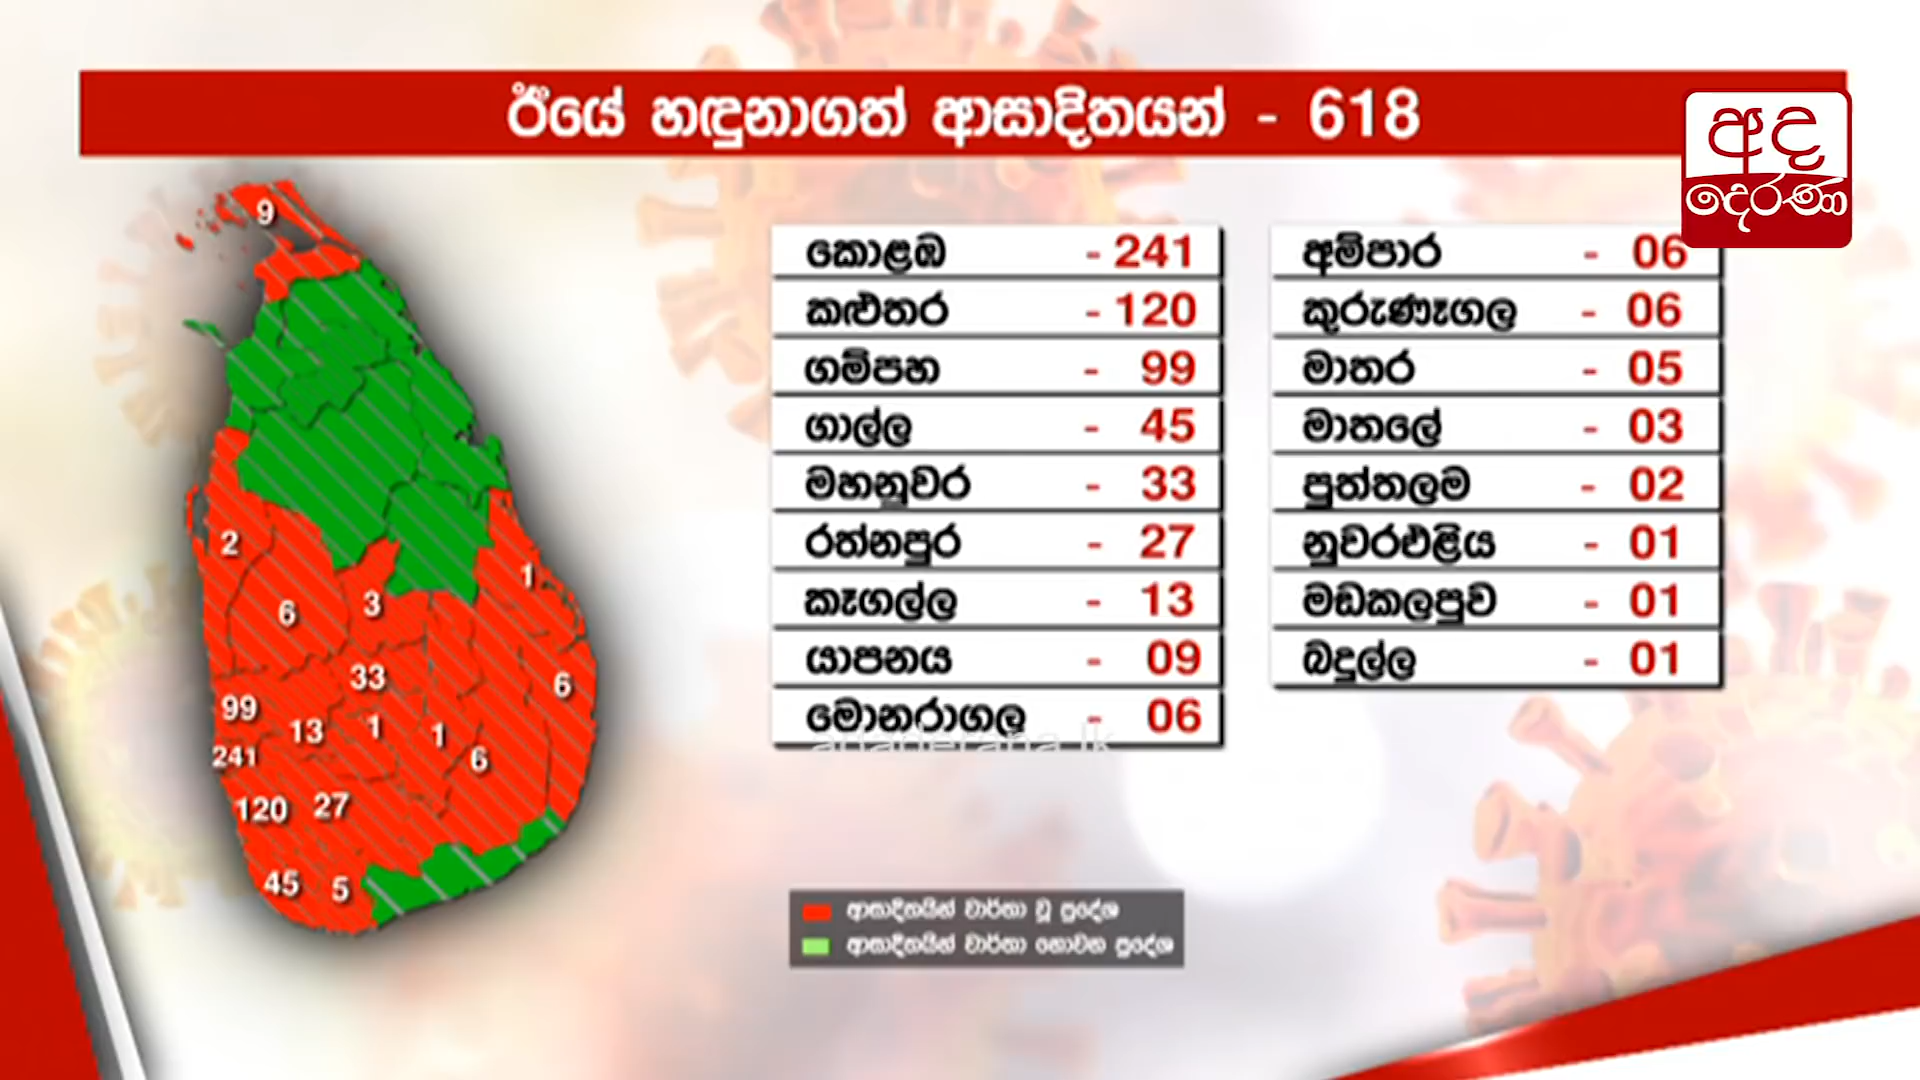 ඊයේ හඳුනාගත් ආසාදිතයන් - 618
අද
දෙරණ
කොළඹ - 241
කළුතර - 120
ගම්පහ - 99
ගාල්ල - 45
මහනුවර - 33
රත්නපුර - 27
කෑගල්ල - 13
යාපනය - 09
මොනරාගල - 06
අම්පාර - 06
කුරුණෑගල - 06
මාතර - 05
මාතලේ - 03
පුත්තලම - 02
නුවරඑළිය - 01
මඩකලපුව - 01
බදුල්ල - 01
9
2
1
6
3
33
6
99
13
1
1
241
6
120
27
45
5
adaderana.lk
ආසාදිතයින් වාර්තා වූ ප්‍රදේශ
ආසාදිතයින් වාර්තා නොවන ප්‍රදේශ